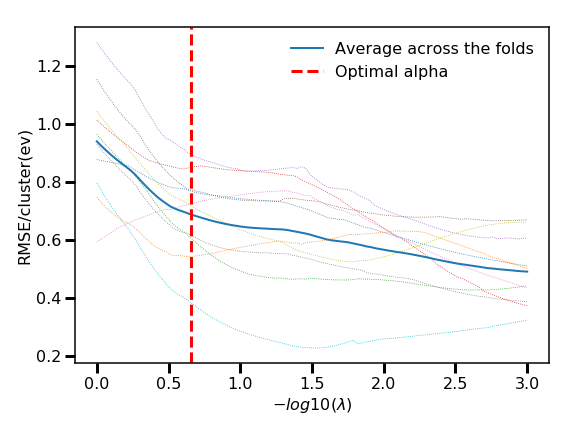 Average across the folds
Optimal alpha
RMSE/cluster(ev)
1.2
1.0
0.8
0.6
0.4
0.2
0.0 0.5 1.0 1.5 2.0 2.5 3.0
−log10(λ)